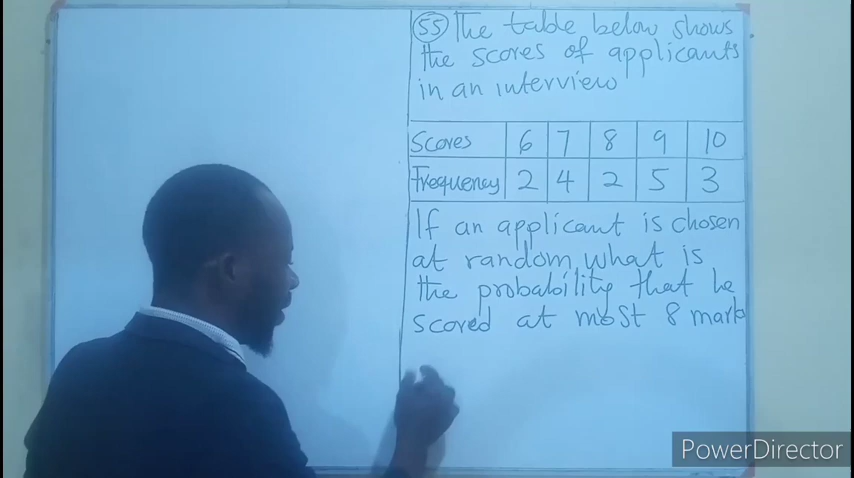 55 The table below shows
the scores of applicants
in an interview
Scores 6 7 8 9 10
Frequency 2 4 2 5 3
If an applicant is chosen
at random, what is
the probability that he
scored at most 8 mark
PowerDirector